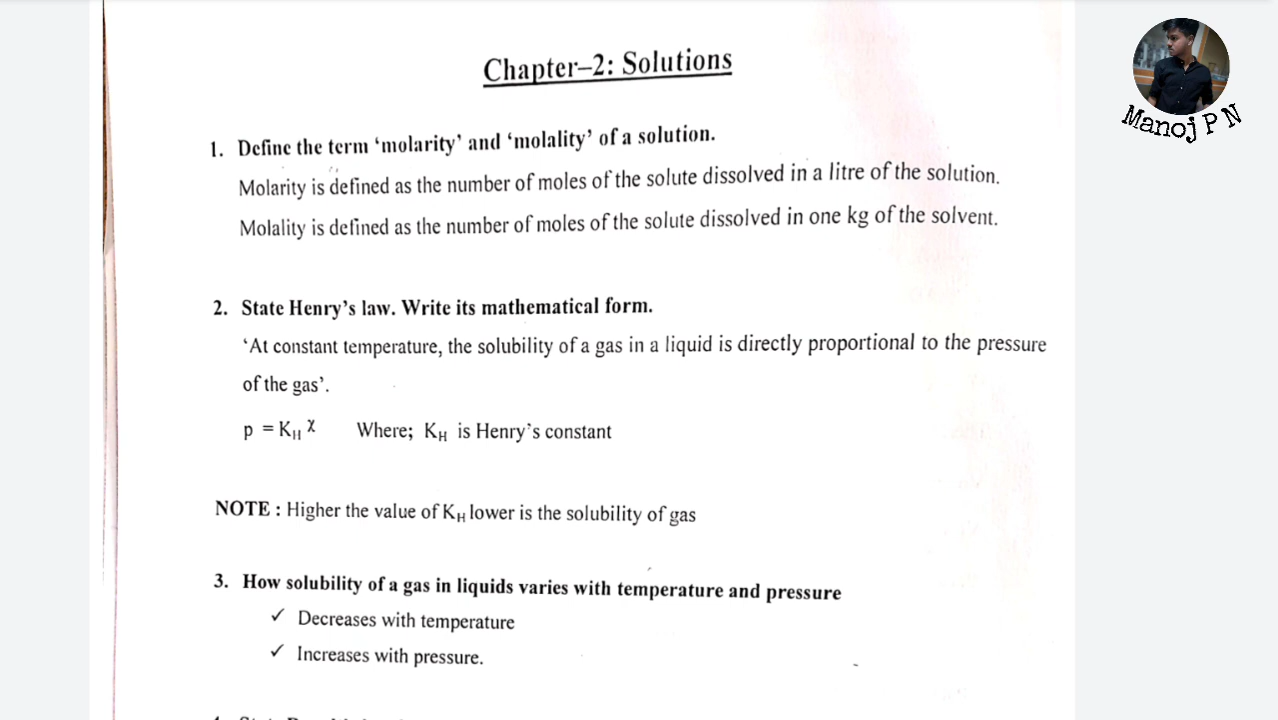 Chapter–2: Solutions
Manoj P N
1. Define the term ‘molarity’ and ‘molality’ of a solution.
Molarity is defined as the number of moles of the solute dissolved in a litre of the solution.
Molality is defined as the number of moles of the solute dissolved in one kg of the solvent.
2. State Henry’s law. Write its mathematical form.
‘At constant temperature, the solubility of a gas in a liquid is directly proportional to the pressure
of the gas’.
p = K_H χ Where; K_H is Henry’s constant
NOTE : Higher the value of K_H lower is the solubility of gas
3. How solubility of a gas in liquids varies with temperature and pressure
✓ Decreases with temperature
✓ Increases with pressure.